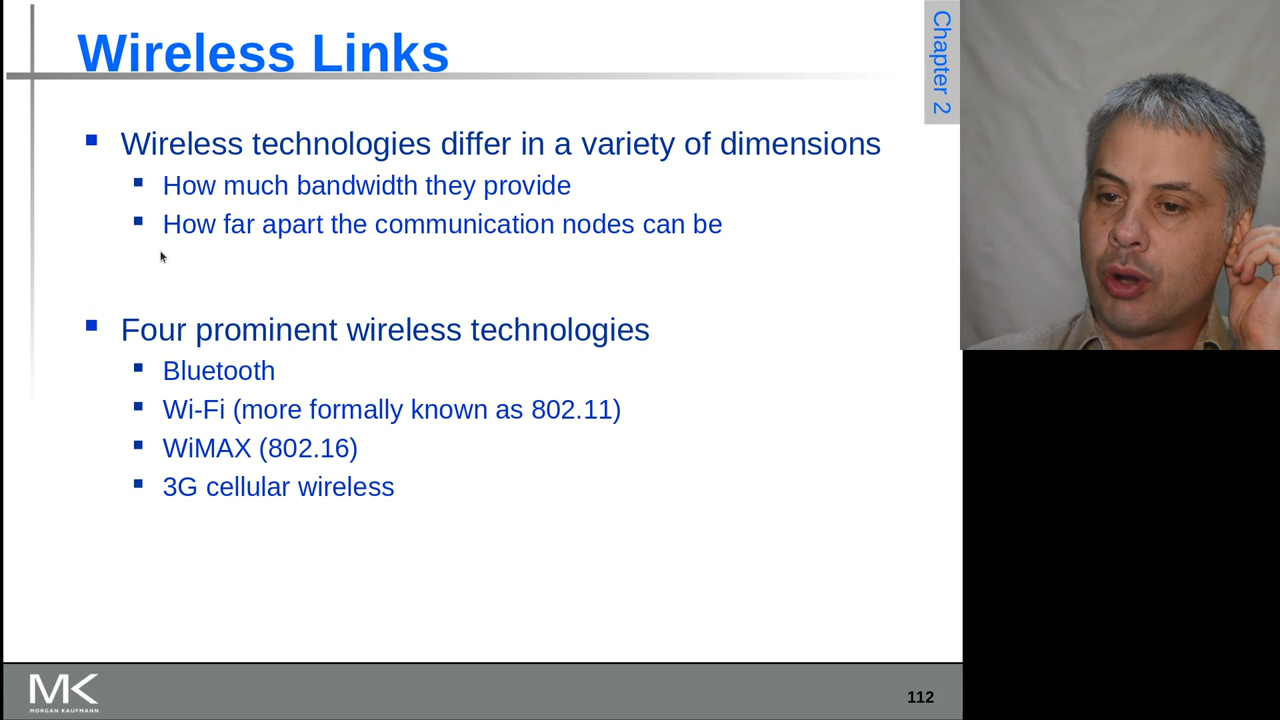 Wireless Links
Chapter 2
Wireless technologies differ in a variety of dimensions
How much bandwidth they provide
How far apart the communication nodes can be
Four prominent wireless technologies
Bluetooth
Wi-Fi (more formally known as 802.11)
WiMAX (802.16)
3G cellular wireless
MK
MORGAN KAUFMANN
112